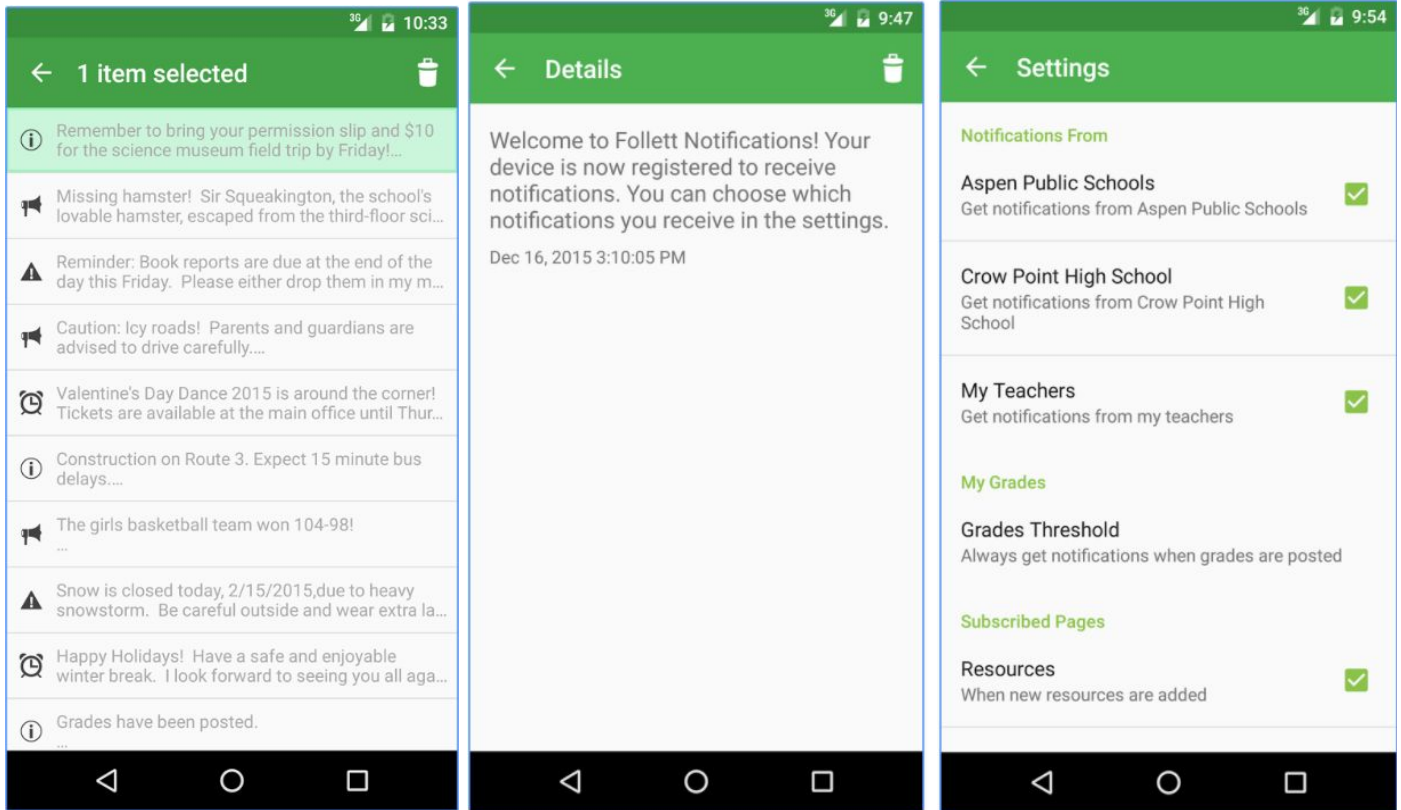 3G 10:33
1 item selected
Remember to bring your permission slip and $10
for the science museum field trip by Friday!...
Missing hamster!  Sir Squeakington, the school's
lovable hamster, escaped from the third-floor sci...
Reminder: Book reports are due at the end of the
day this Friday.  Please either drop them in my m...
Caution: Icy roads!  Parents and guardians are
advised to drive carefully....
Valentine's Day Dance 2015 is around the corner!
Tickets are available at the main office until Thur...
Construction on Route 3. Expect 15 minute bus
delays....
The girls basketball team won 104-98!
...
Snow is closed today, 2/15/2015,due to heavy
snowstorm.  Be careful outside and wear extra la...
Happy Holidays!  Have a safe and enjoyable
winter break.  I look forward to seeing you all aga...
Grades have been posted.
...
3G 9:47
Details
Welcome to Follett Notifications! Your
device is now registered to receive
notifications. You can choose which
notifications you receive in the settings.
Dec 16, 2015 3:10:05 PM
3G 9:54
Settings
Notifications From
Aspen Public Schools
Get notifications from Aspen Public Schools
Crow Point High School
Get notifications from Crow Point High
School
My Teachers
Get notifications from my teachers
My Grades
Grades Threshold
Always get notifications when grades are posted
Subscribed Pages
Resources
When new resources are added